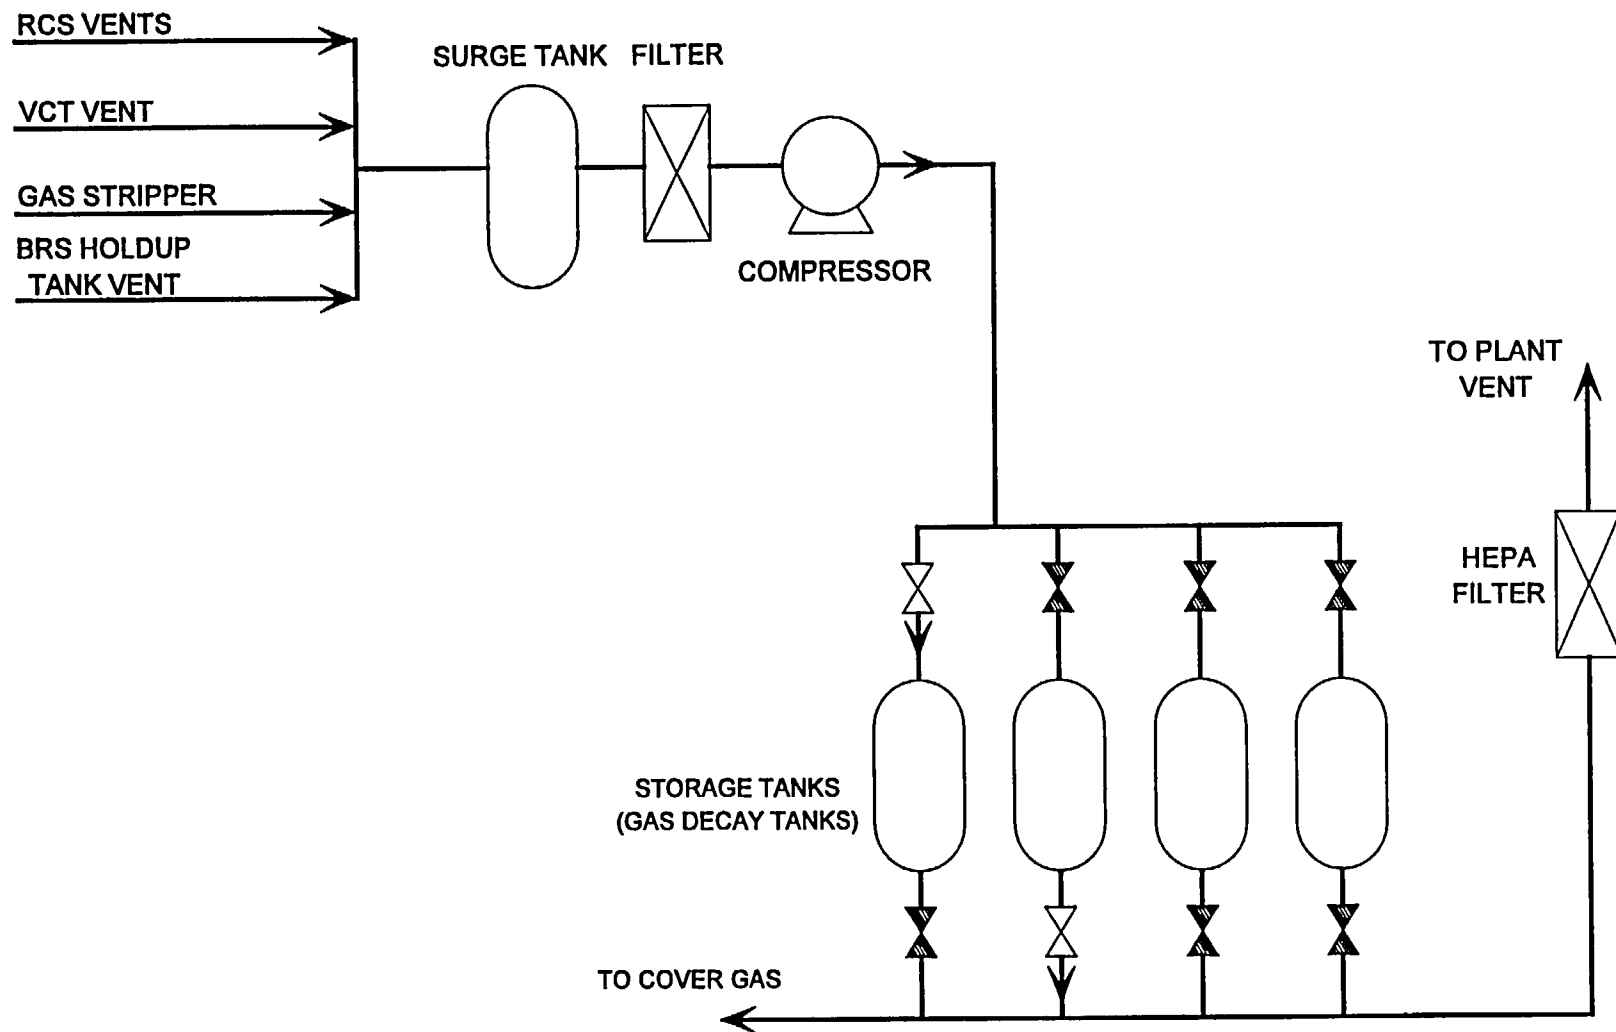 RCS VENTS
SURGE TANK FILTER
VCT VENT
GAS STRIPPER
BRS HOLDUP
TANK VENT
COMPRESSOR
TO PLANT
VENT
HEPA
FILTER
STORAGE TANKS
(GAS DECAY TANKS)
TO COVER GAS